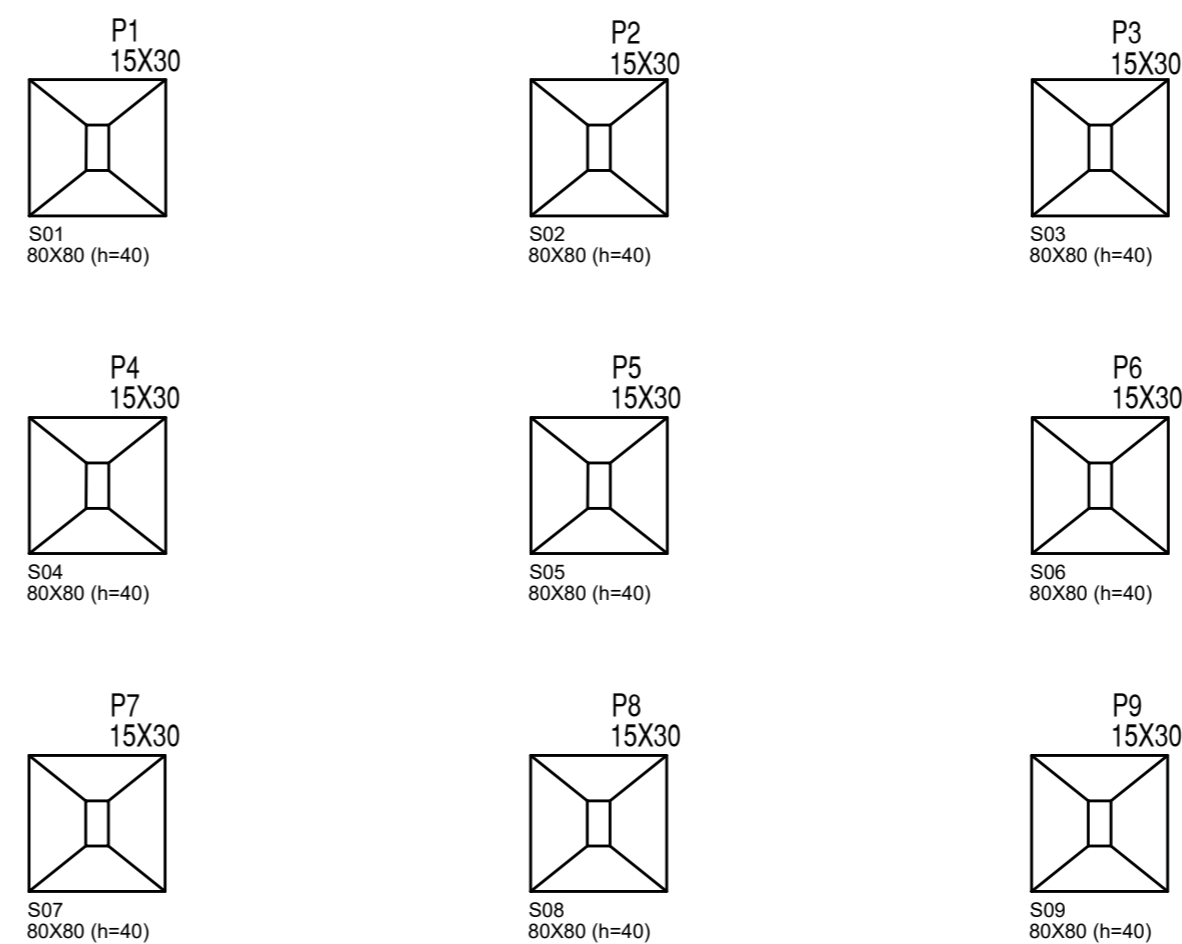 P1
15X30
P2
15X30
P3
15X30
S01
80X80 (h=40)
S02
80X80 (h=40)
S03
80X80 (h=40)
P4
15X30
P5
15X30
P6
15X30
S04
80X80 (h=40)
S05
80X80 (h=40)
S06
80X80 (h=40)
P7
15X30
P8
15X30
P9
15X30
S07
80X80 (h=40)
S08
80X80 (h=40)
S09
80X80 (h=40)